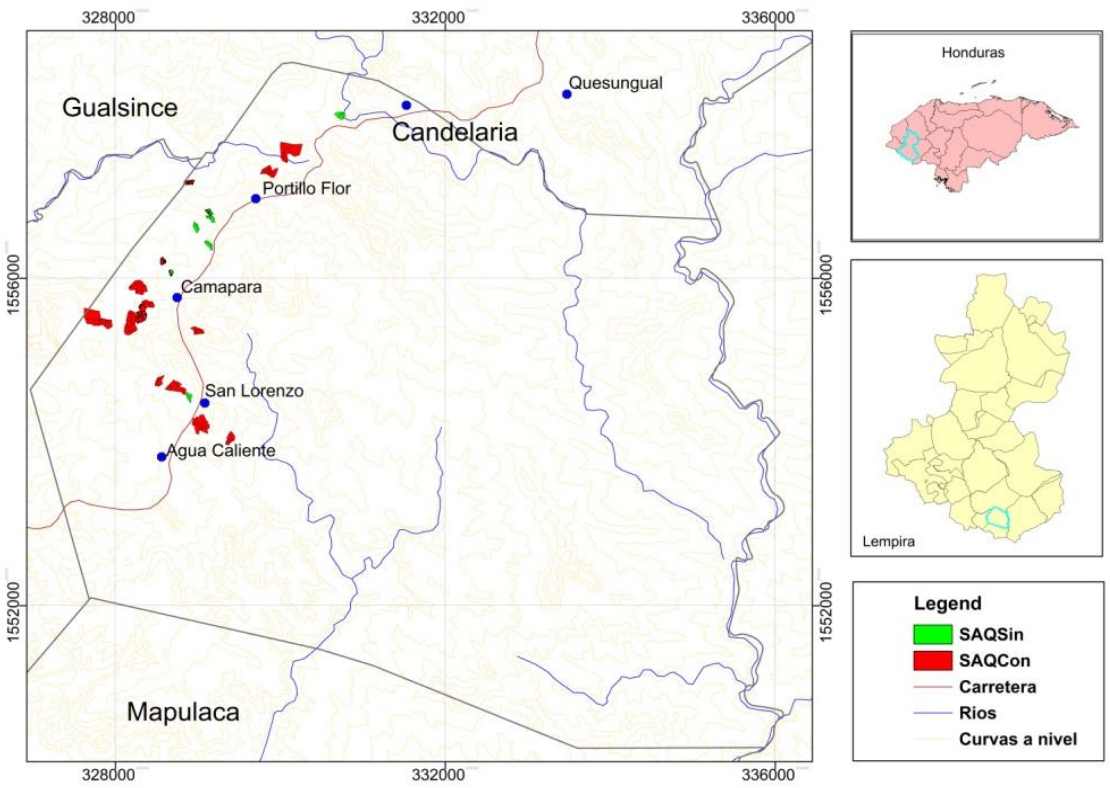 328000
332000
336000
Honduras
Quesungual
Gualsince
Candelaria
Portillo Flor
1556000
1556000
Camapara
San Lorenzo
Agua Caliente
Lempira
1552000
1552000
Legend
SAQSin
SAQCon
Carretera
Rios
Curvas a nivel
Mapulaca
328000
332000
336000